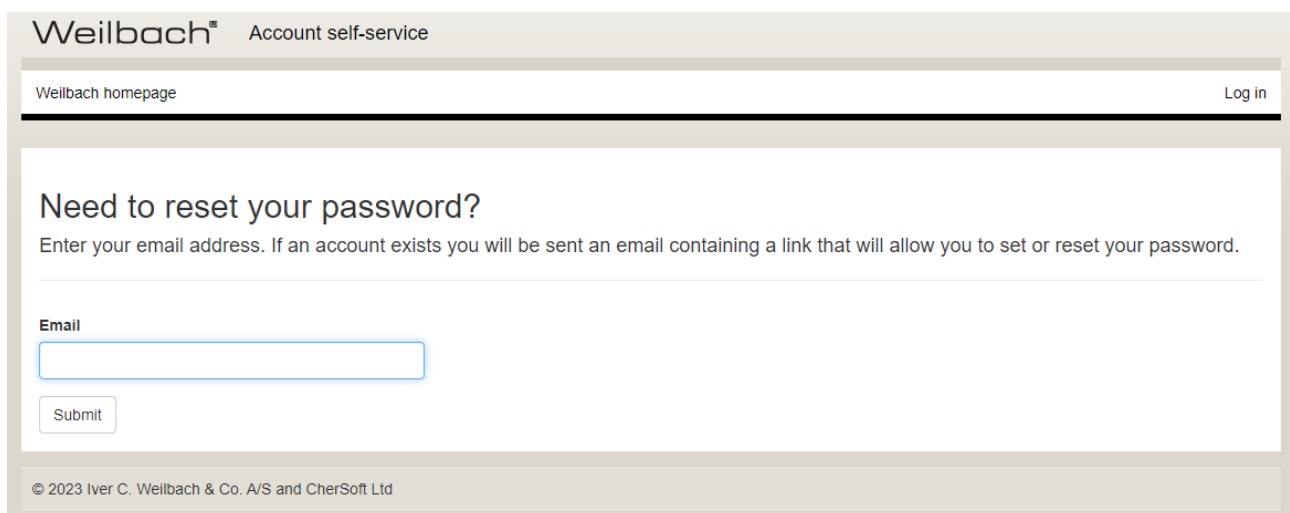 Weilbach® Account self-service
Weilbach homepage Log in
Need to reset your password?
Enter your email address. If an account exists you will be sent an email containing a link that will allow you to set or reset your password.
Email
Submit
© 2023 Iver C. Weilbach & Co. A/S and CherSoft Ltd